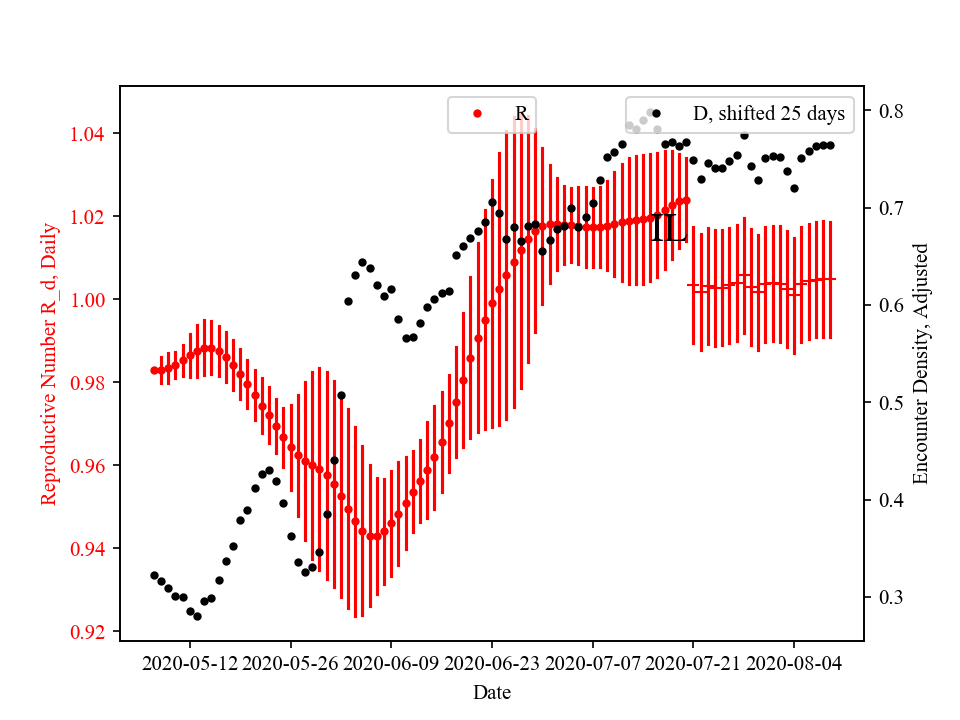 R
D, shifted 25 days
1.04
1.02
1.00
0.98
0.96
0.94
0.92
Reproductive Number R_d, Daily
0.8
0.7
0.6
0.5
0.4
0.3
Encounter Density, Adjusted
IL
2020-05-12 2020-05-26 2020-06-09 2020-06-23 2020-07-07 2020-07-21 2020-08-04
Date